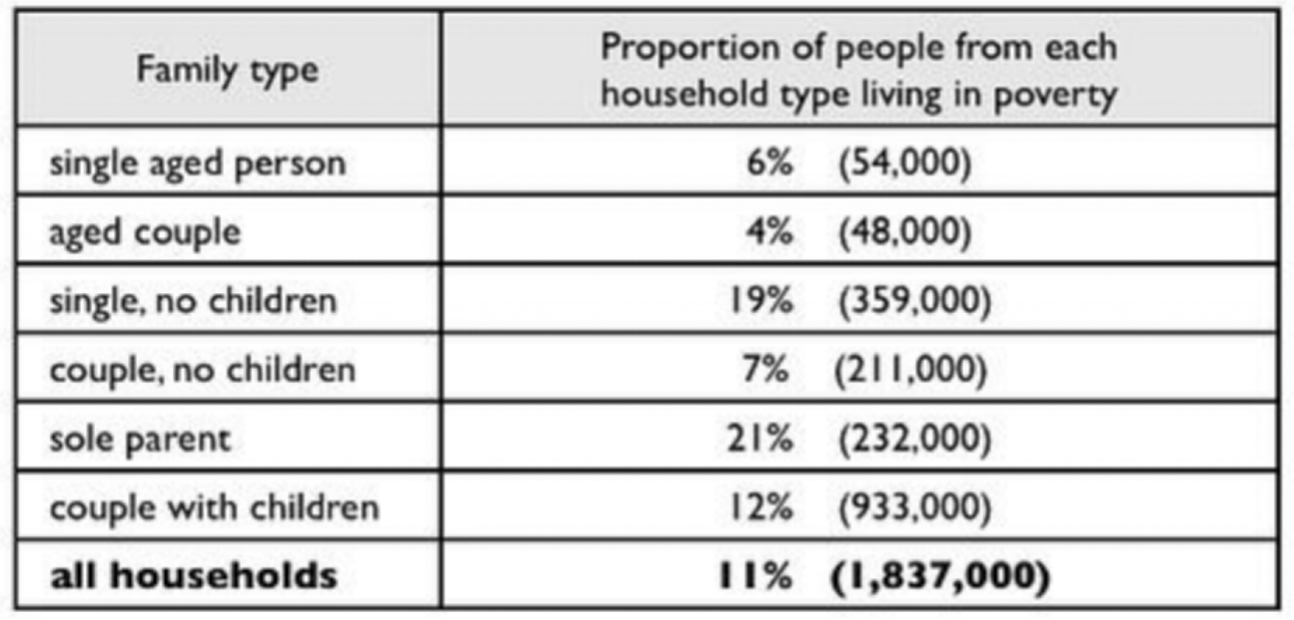 Family type
Proportion of people from each
household type living in poverty
single aged person 6% (54,000)
aged couple 4% (48,000)
single, no children 19% (359,000)
couple, no children 7% (211,000)
sole parent 21% (232,000)
couple with children 12% (933,000)
all households 11% (1,837,000)